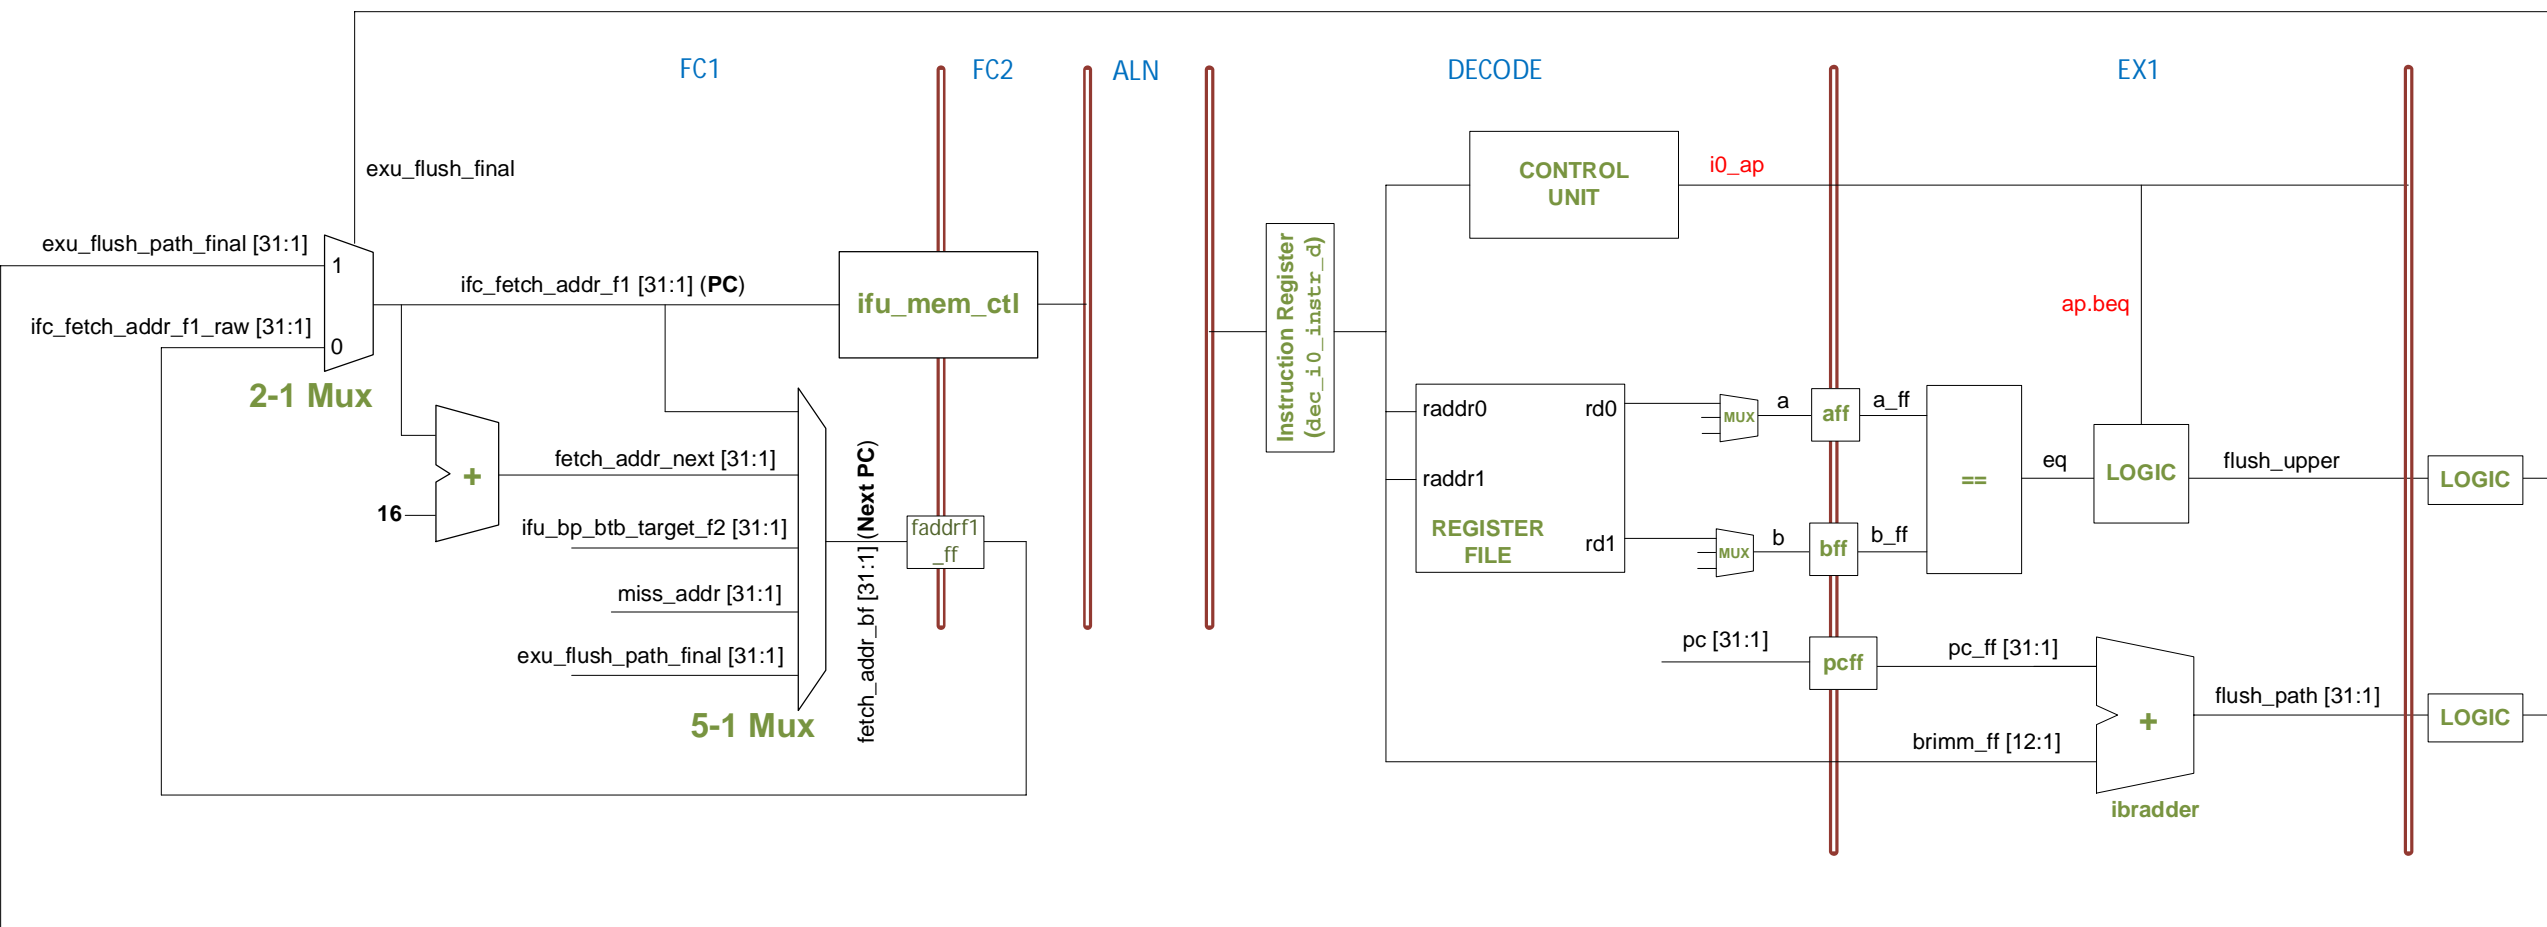 FC1
FC2
ALN
DECODE
EX1
exu_flush_final
exu_flush_path_final [31:1]
1
ifc_fetch_addr_f1_raw [31:1]
0
2-1 Mux
ifc_fetch_addr_f1 [31:1] (PC)
ifu_mem_ctl
+
16
fetch_addr_next [31:1]
ifu_bp_btb_target_f2 [31:1]
miss_addr [31:1]
exu_flush_path_final [31:1]
5-1 Mux
fetch_addr_bf [31:1] (Next PC)
faddrf1
_ff
Instruction Register
(dec_i0_instr_d)
CONTROL
UNIT
i0_ap
ap.beq
raddr0
rd0
raddr1
REGISTER
FILE
rd1
MUX
a
aff
a_ff
MUX
b
bff
b_ff
==
eq
LOGIC
flush_upper
LOGIC
pc [31:1]
pcff
pc_ff [31:1]
brimm_ff [12:1]
+
ibradder
flush_path [31:1]
LOGIC